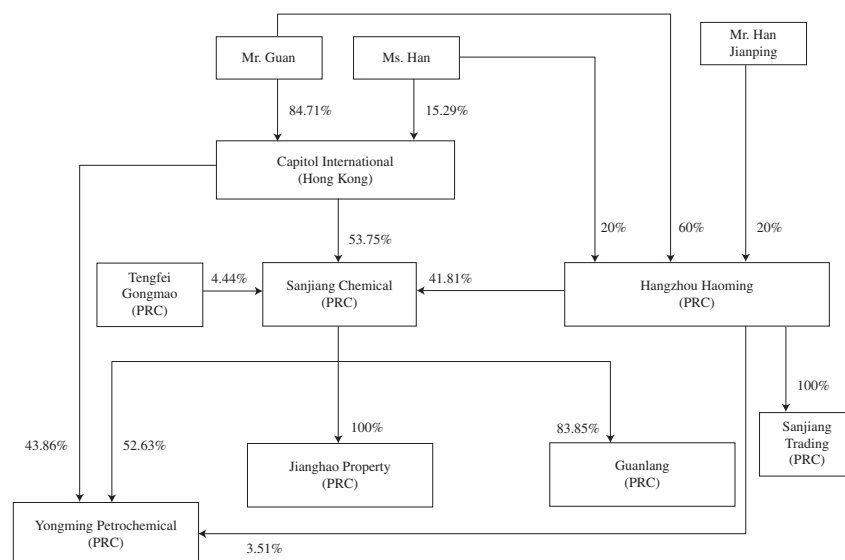 Mr. Guan
Ms. Han
Mr. Han
Jianping
84.71%
15.29%
Capitol International
(Hong Kong)
53.75%
20%
60%
20%
Tengfei
Gongmao
(PRC)
4.44%
Sanjiang Chemical
(PRC)
41.81%
Hangzhou Haoming
(PRC)
43.86%
52.63%
100%
83.85%
100%
Jianghao Property
(PRC)
Guanlang
(PRC)
Sanjiang
Trading
(PRC)
Yongming Petrochemical
(PRC)
3.51%